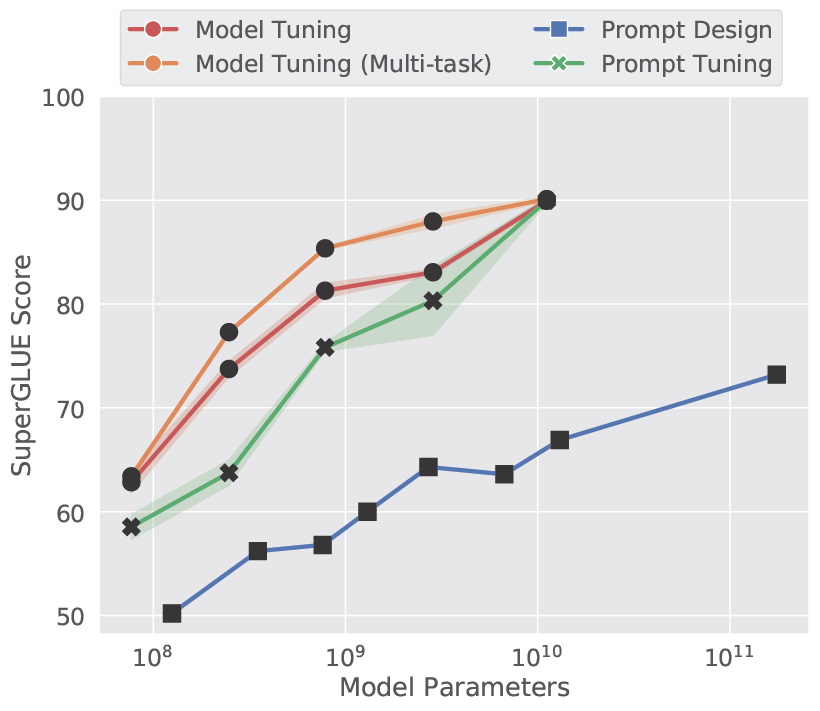 Model Tuning
Model Tuning (Multi-task)
Prompt Design
Prompt Tuning
100
90
80
70
60
50
SuperGLUE Score
10⁸
10⁹
10¹⁰
10¹¹
Model Parameters